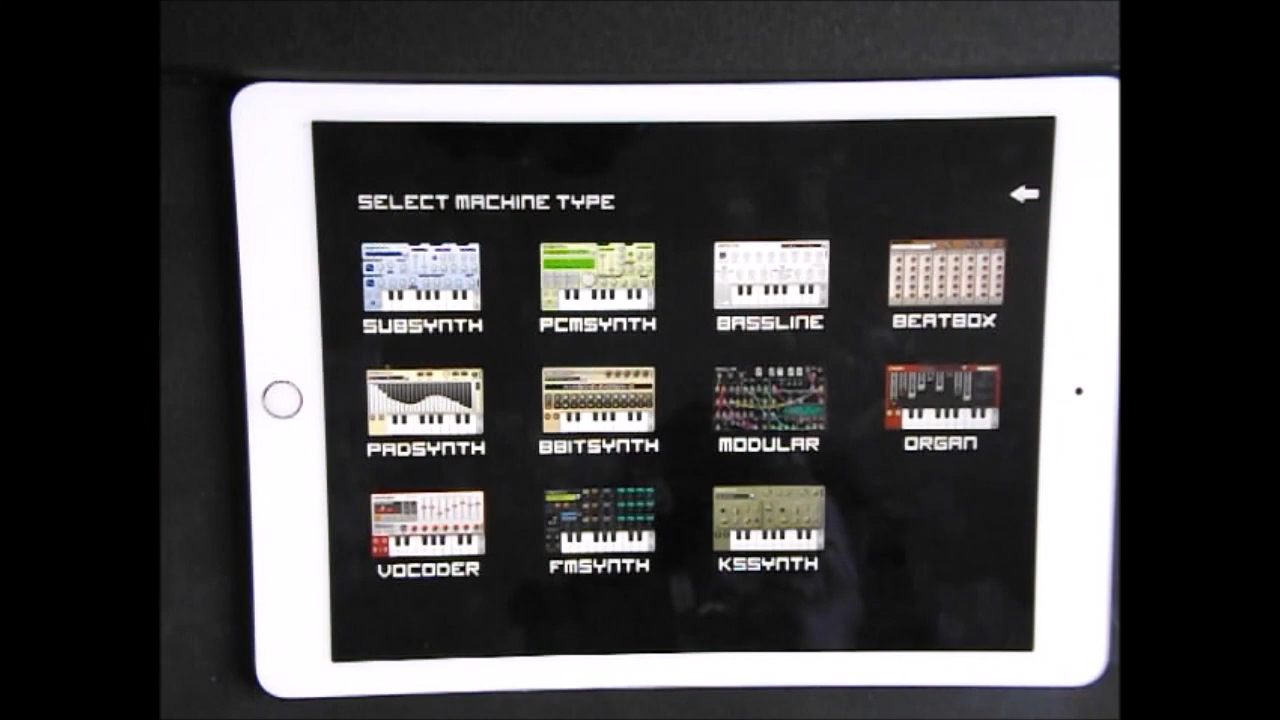 SELECT MACHINE TYPE
SUBSYNTH PCMSYNTH BASSLINE BEATBOX
PADSYNTH 8BITSYNTH MODULAR ORGAN
VOCODER FMSYNTH KSSYNTH